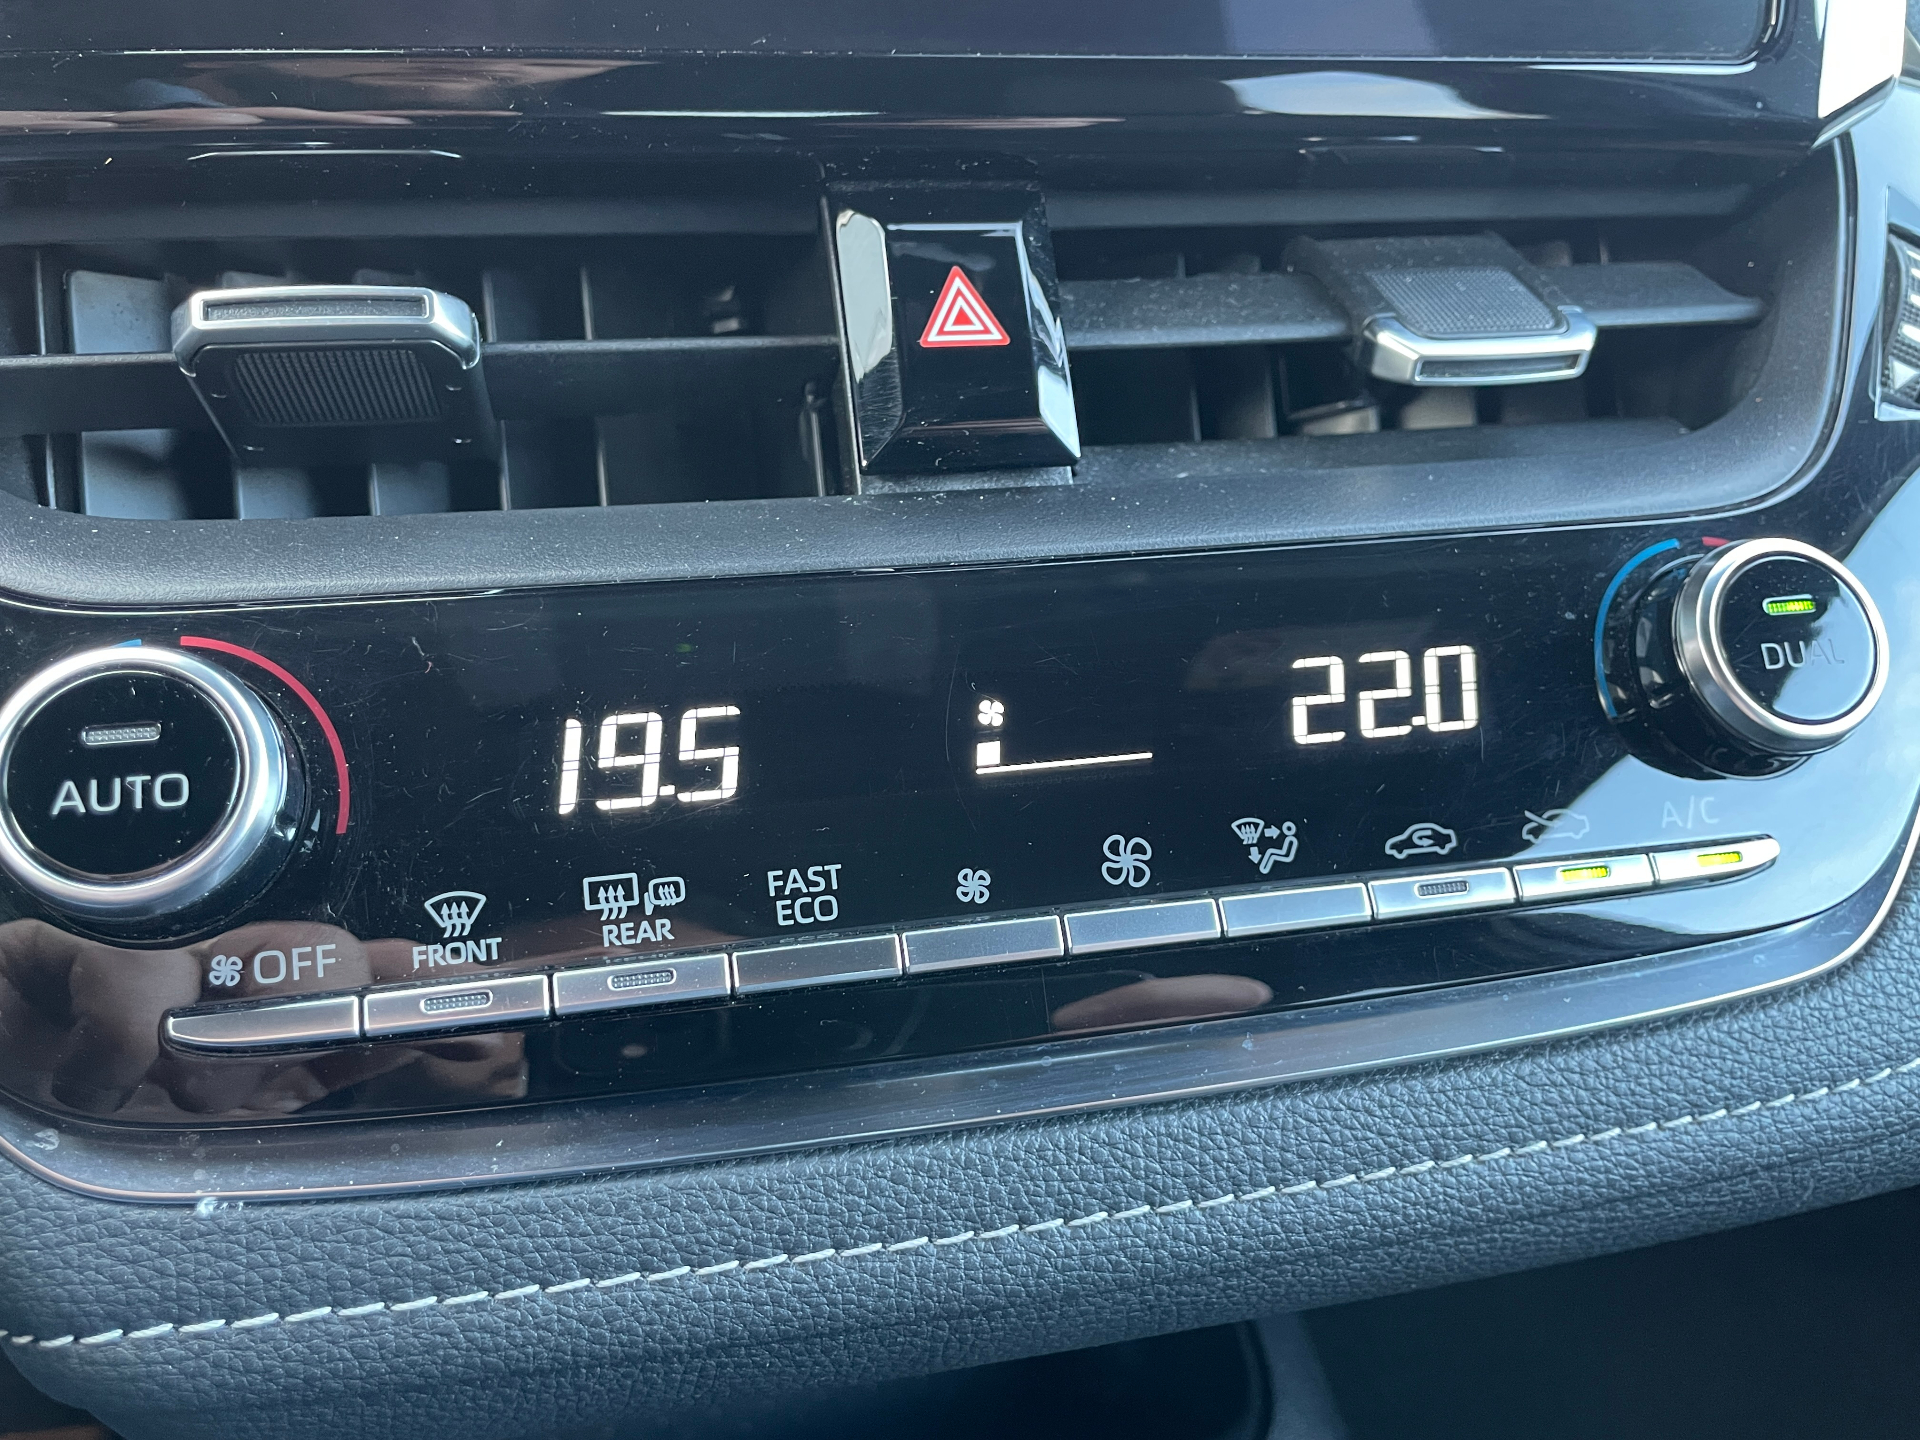 19.5
22.0
DUAL
AUTO
A/C
FAST
ECO
REAR
FRONT
OFF